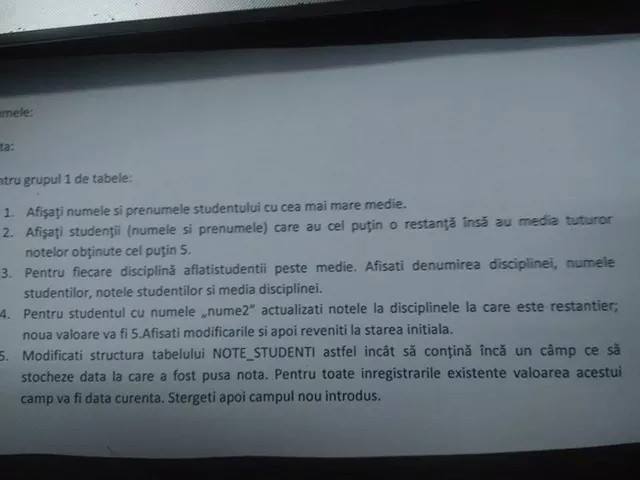 mele:
ta:
ntru grupul 1 de tabele:
1. Afişaţi numele si prenumele studentului cu cea mai mare medie.
2. Afişaţi studenţii (numele si prenumele) care au cel puţin o restanţă însă au media tuturor
notelor obţinute cel puţin 5.
3. Pentru fiecare disciplină aflatistudentii peste medie. Afisati denumirea disciplinei, numele
studentilor, notele studentilor si media disciplinei.
4. Pentru studentul cu numele „nume2” actualizati notele la disciplinele la care este restantier;
noua valoare va fi 5.Afisati modificarile si apoi reveniti la starea initiala.
5. Modificati structura tabelului NOTE_STUDENTI astfel incât să conţină încă un câmp ce să
stocheze data la care a fost pusa nota. Pentru toate inregistrarile existente valoarea acestui
camp va fi data curenta. Stergeti apoi campul nou introdus.